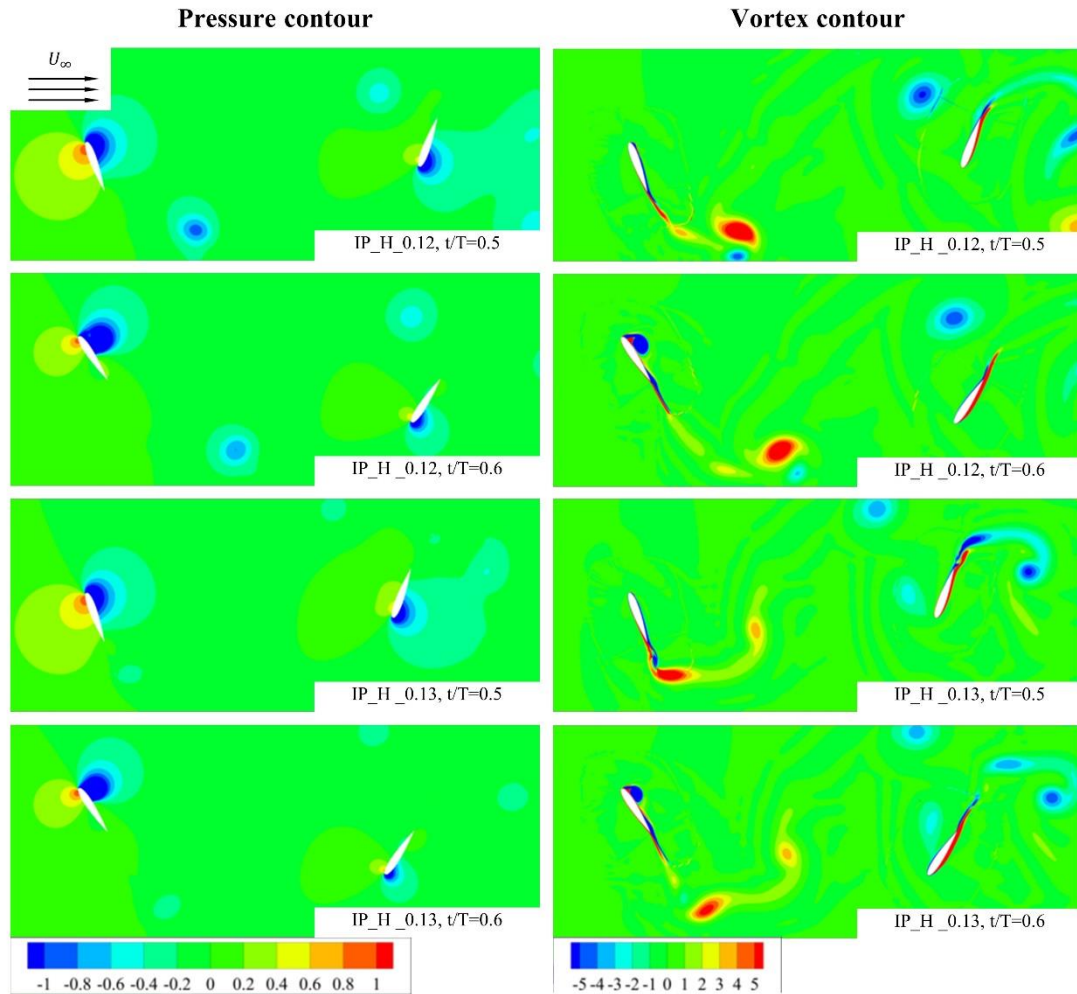 Pressure contour
Vortex contour
U∞
IP_H_0.12, t/T=0.5
IP_H _0.12, t/T=0.5
IP_H _0.12, t/T=0.6
IP_H _0.12, t/T=0.6
IP_H _0.13, t/T=0.5
IP_H _0.13, t/T=0.5
IP_H _0.13, t/T=0.6
IP_H _0.13, t/T=0.6
-1 -0.8 -0.6 -0.4 -0.2 0 0.2 0.4 0.6 0.8 1
-5 -4 -3 -2 -1 0 1 2 3 4 5